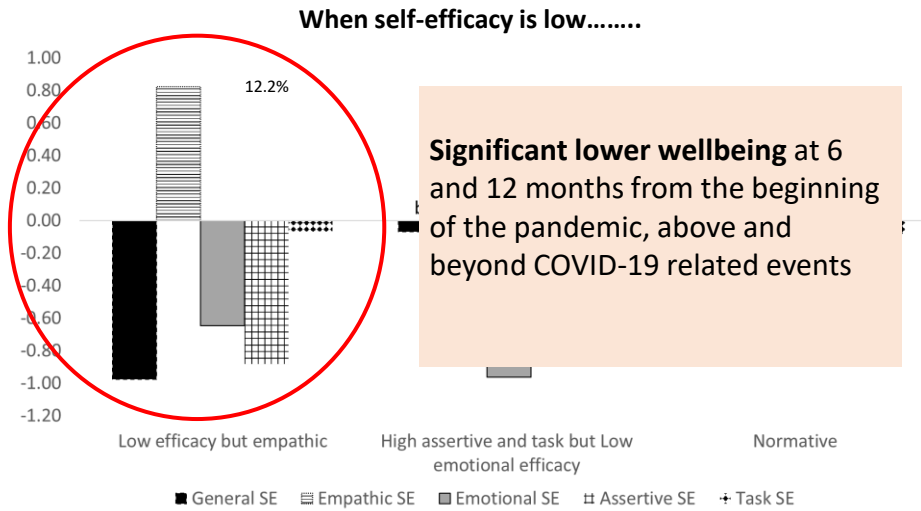 When self-efficacy is low……..
1.00
0.80
0.60
0.40
0.20
0.00
-0.20
-0.40
-0.60
-0.80
-1.00
-1.20
12.2%
Significant lower wellbeing at 6
and 12 months from the beginning
of the pandemic, above and
beyond COVID-19 related events
Low efficacy but empathic
High assertive and task but Low
emotional efficacy
Normative
General SE Empathic SE Emotional SE Assertive SE Task SE